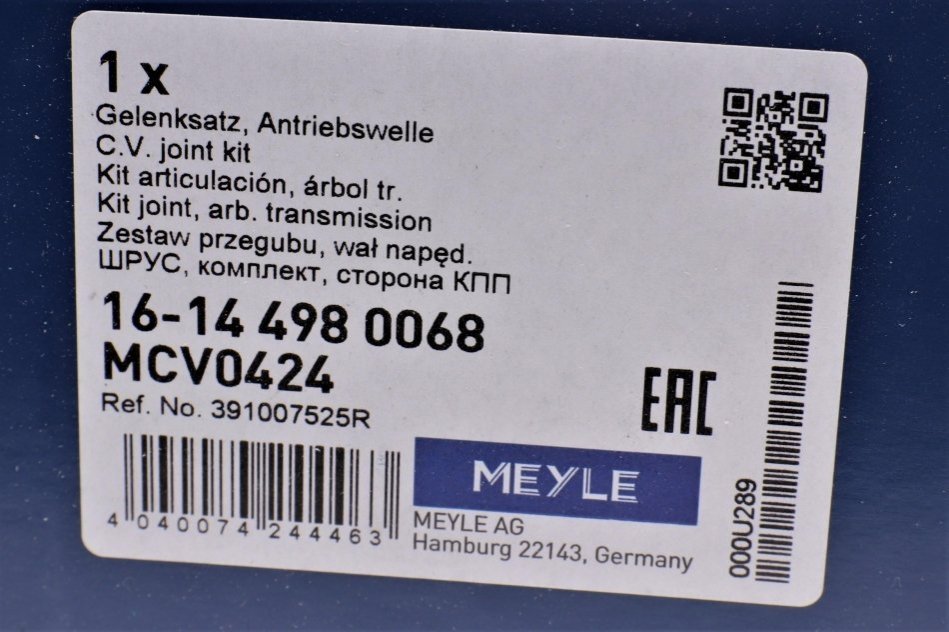 1 x
Gelenksatz, Antriebswelle
C.V. joint kit
Kit articulación, árbol tr.
Kit joint, arb. transmission
Zestaw przegubu, wał napęd.
ШРУС, комплект, сторона КПП
16-14 498 0068
MCV0424
Ref. No. 391007525R
EAC
4 040074 244463
MEYLE
MEYLE AG
Hamburg 22143, Germany
000U289